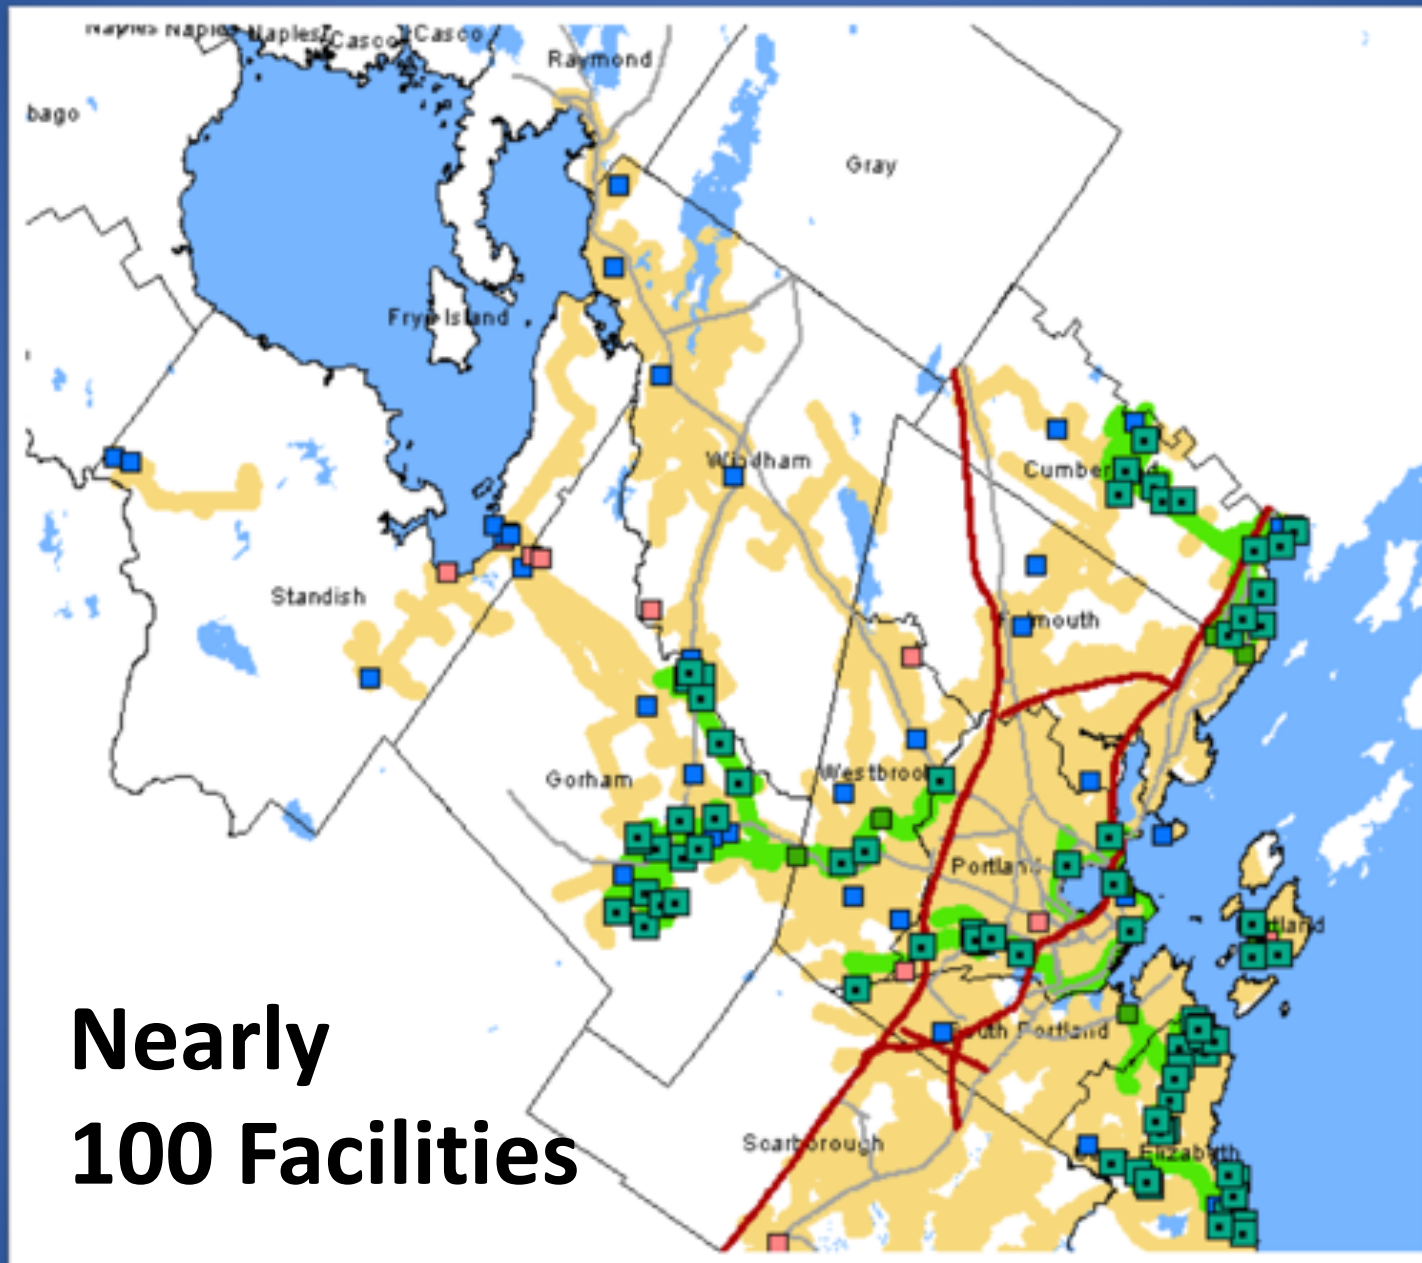 Naples Naples Naples Casco Casco
Raymond
bago
Gray
Frye Island
Windham
Cumberland
Standish
Falmouth
Gorham
Westbrook
Portland
Portland
South Portland
Scarborough
Elizabeth
Nearly
100 Facilities